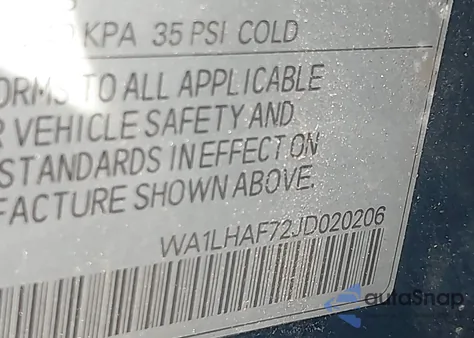 KPA 35 PSI COLD
ORMS TO ALL APPLICABLE
R VEHICLE SAFETY AND
STANDARDS IN EFFECT ON
FACTURE SHOWN ABOVE.
WA1LHAF72JD020206
autoSnap